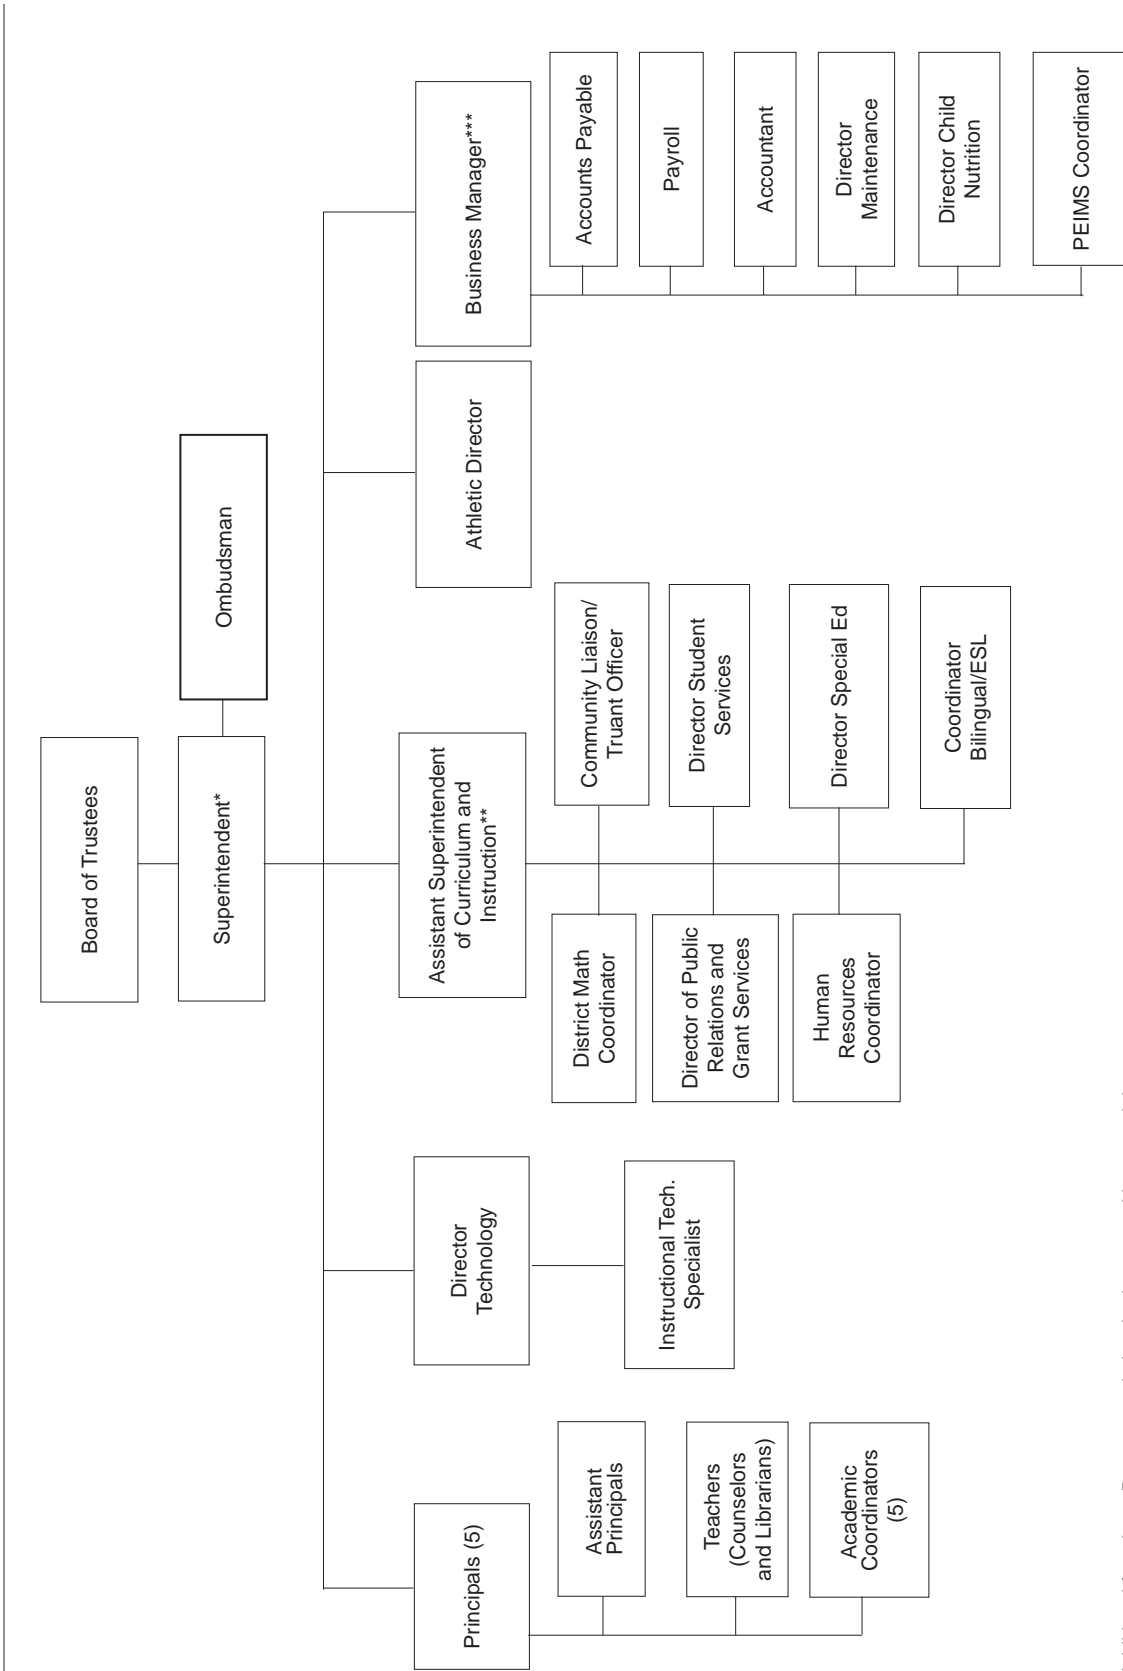 Board of Trustees
Superintendent*
Ombudsman
Principals (5)
Assistant
Principals
Teachers
(Counselors
and Librarians)
Academic
Coordinators
(5)
Director
Technology
Instructional Tech.
Specialist
Assistant Superintendent
of Curriculum and
Instruction**
District Math
Coordinator
Community Liaison/
Truant Officer
Director of Public
Relations and
Grant Services
Director Student
Services
Human
Resources
Coordinator
Director Special Ed
Coordinator
Bilingual/ESL
Athletic Director
Business Manager***
Accounts Payable
Payroll
Accountant
Director
Maintenance
Director Child
Nutrition
PEIMS Coordinator